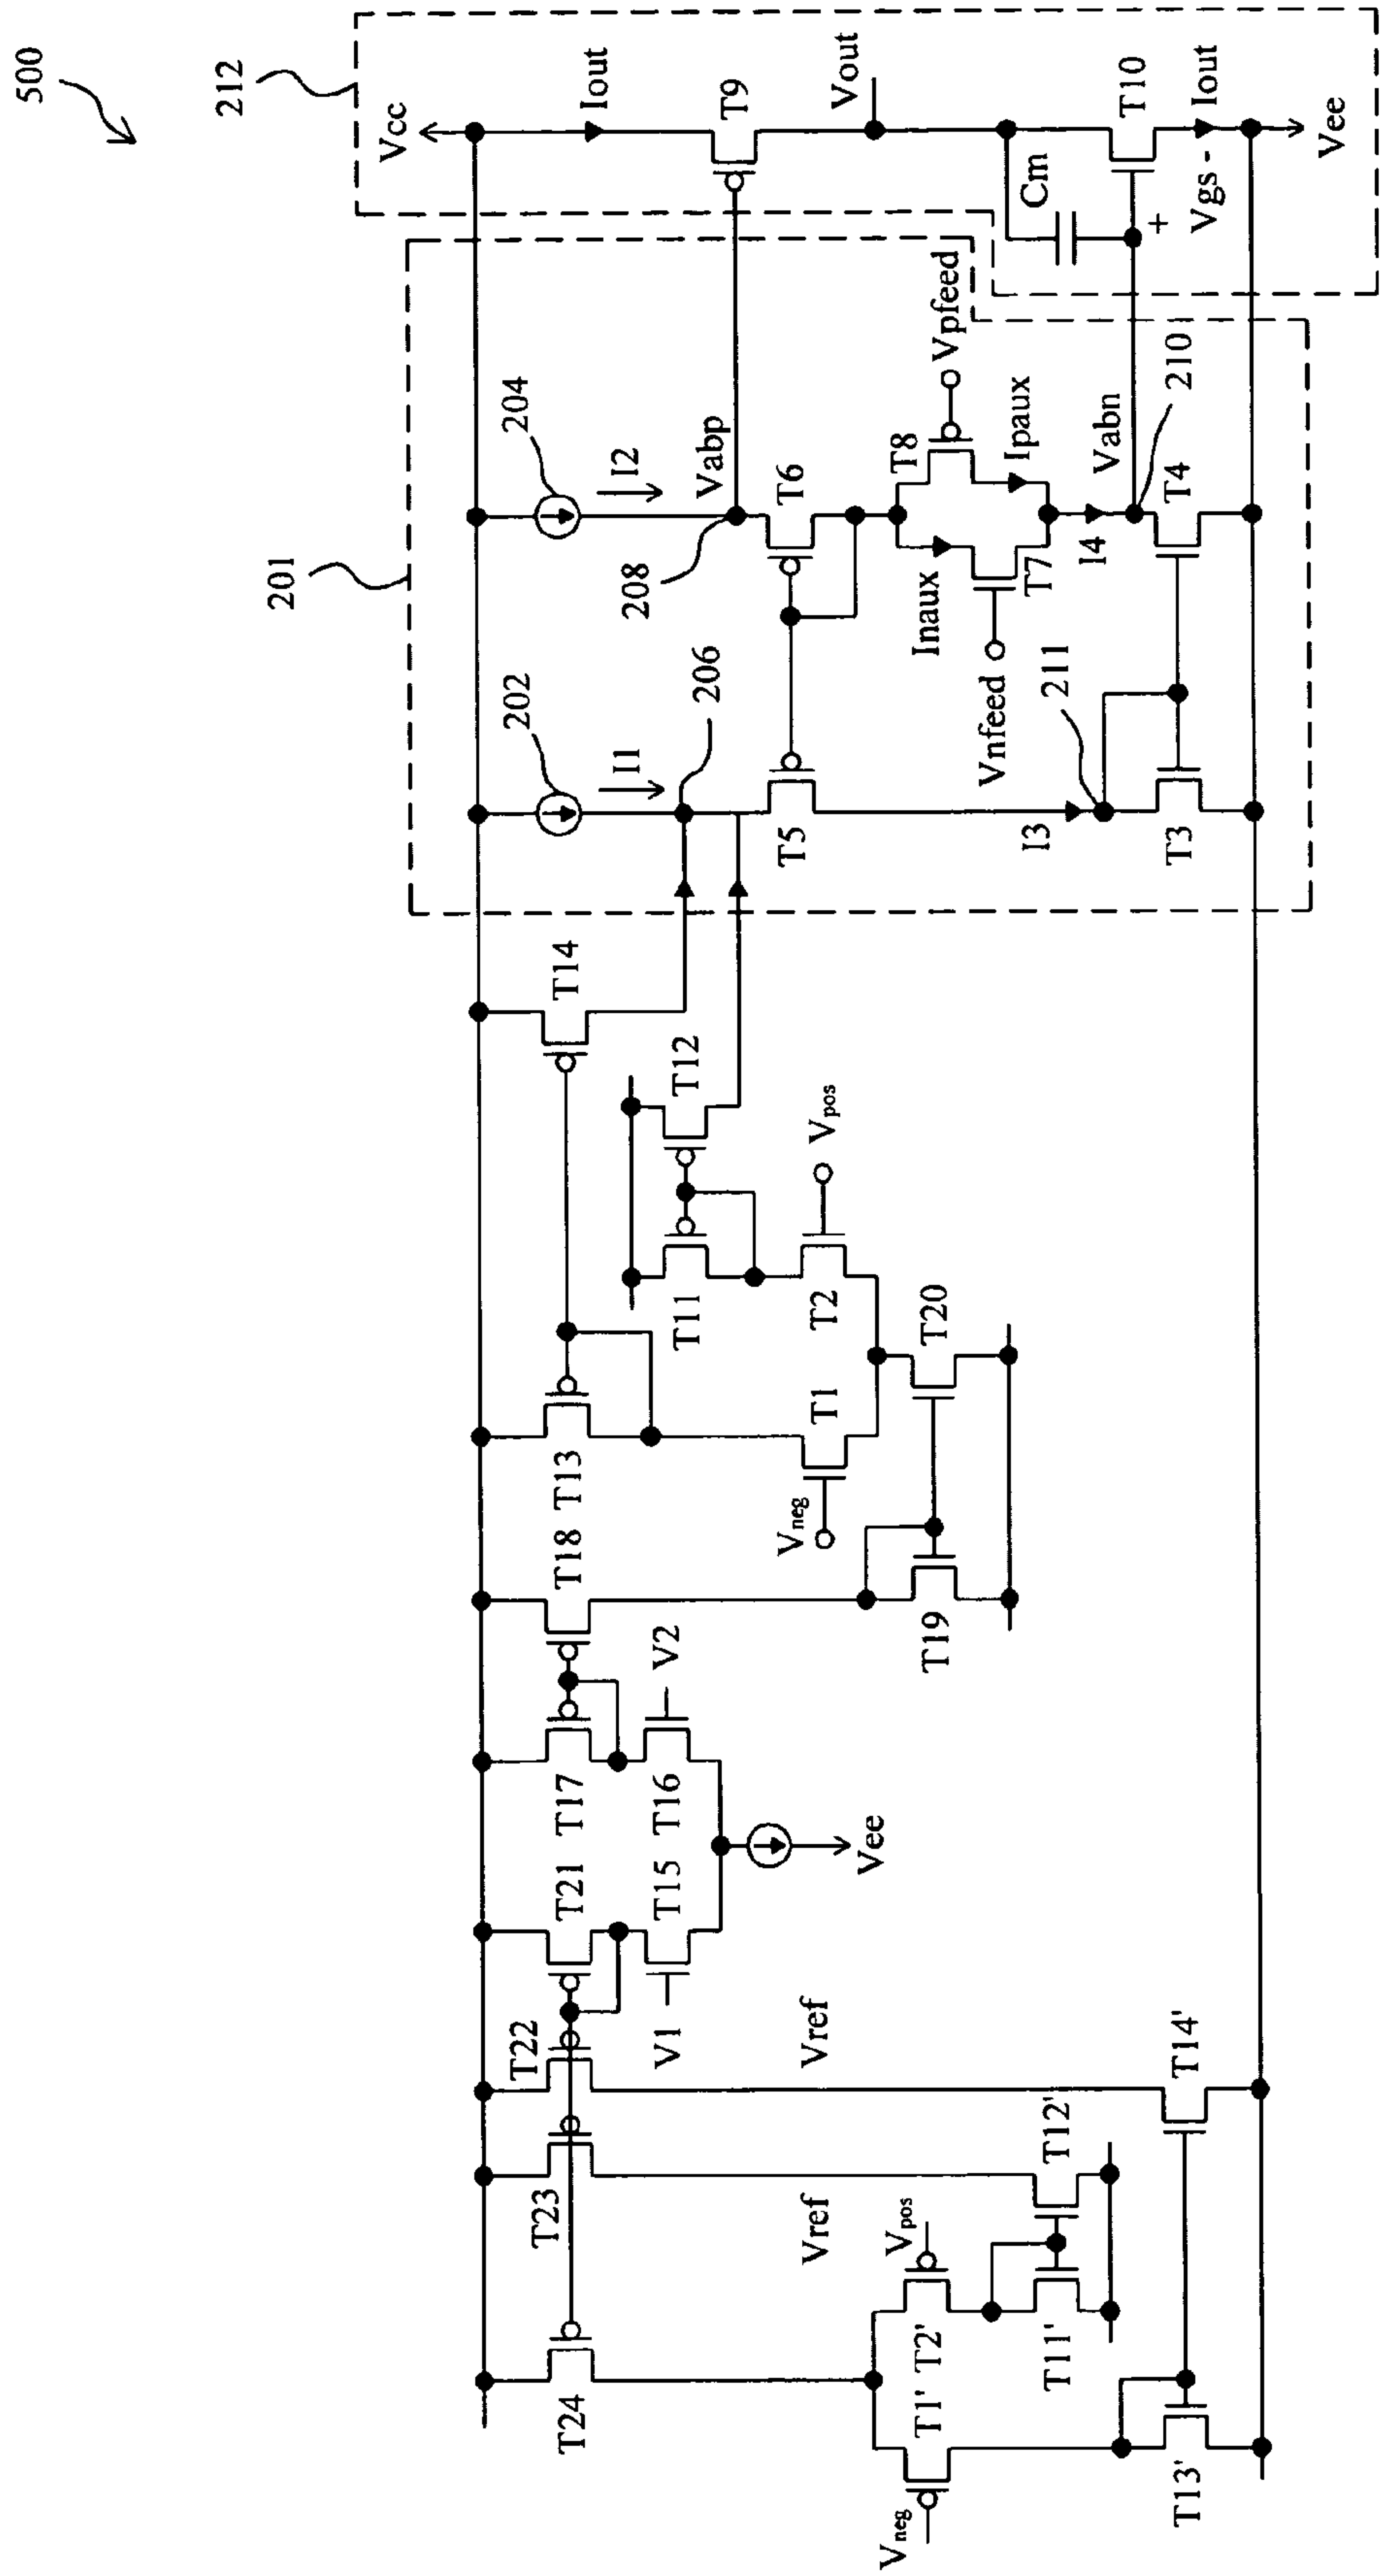 500
212
Vcc
Iout
T9
Vout
Cm
T10
+
Vgs -
Iout
Vee
201
204
I2
Vabp
208
T6
T8
Vpfeed
Inaux
Ipaux
T7
Vnfeed
I4
Vabn
210
T4
202
I1
206
T5
211
I3
T3
T14
T12
T11
Vpos
T2
T20
T13
T1
Vneg
T18
T19
T17
V2
T16
T21
T15
Vee
V1
T22
Vref
T14'
T23
Vref
T12'
Vpos
T2'
T11'
T24
T1'
Vneg
T13'